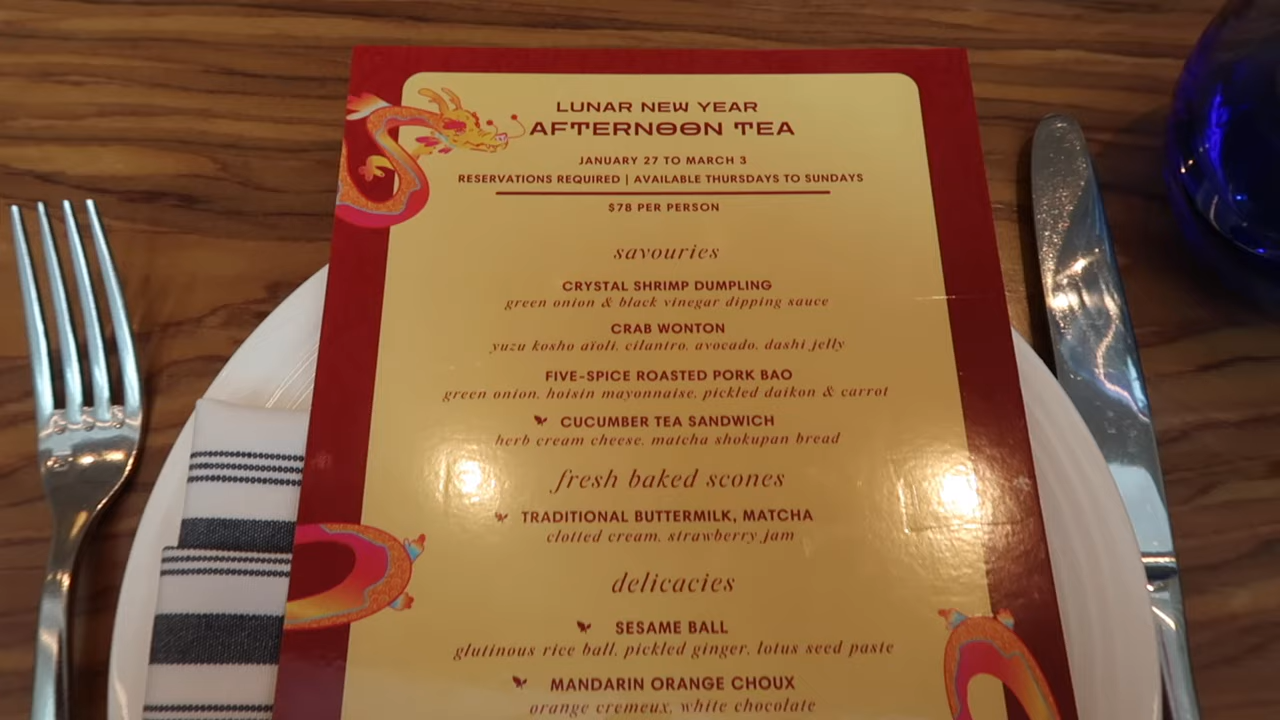 LUNAR NEW YEAR
AFTERNOON TEA
JANUARY 27 TO MARCH 3
RESERVATIONS REQUIRED | AVAILABLE THURSDAYS TO SUNDAYS
$78 PER PERSON
savouries
CRYSTAL SHRIMP DUMPLING
green onion & black vinegar dipping sauce
CRAB WONTON
yuzu kosho aïoli, cilantro, avocado, dashi jelly
FIVE-SPICE ROASTED PORK BAO
green onion, hoisin mayonnaise, pickled daikon & carrot
CUCUMBER TEA SANDWICH
herb cream cheese, matcha shokupan bread
fresh baked scones
TRADITIONAL BUTTERMILK, MATCHA
clotted cream, strawberry jam
delicacies
SESAME BALL
glutinous rice ball, pickled ginger, lotus seed paste
MANDARIN ORANGE CHOUX
orange cremeux, white chocolate